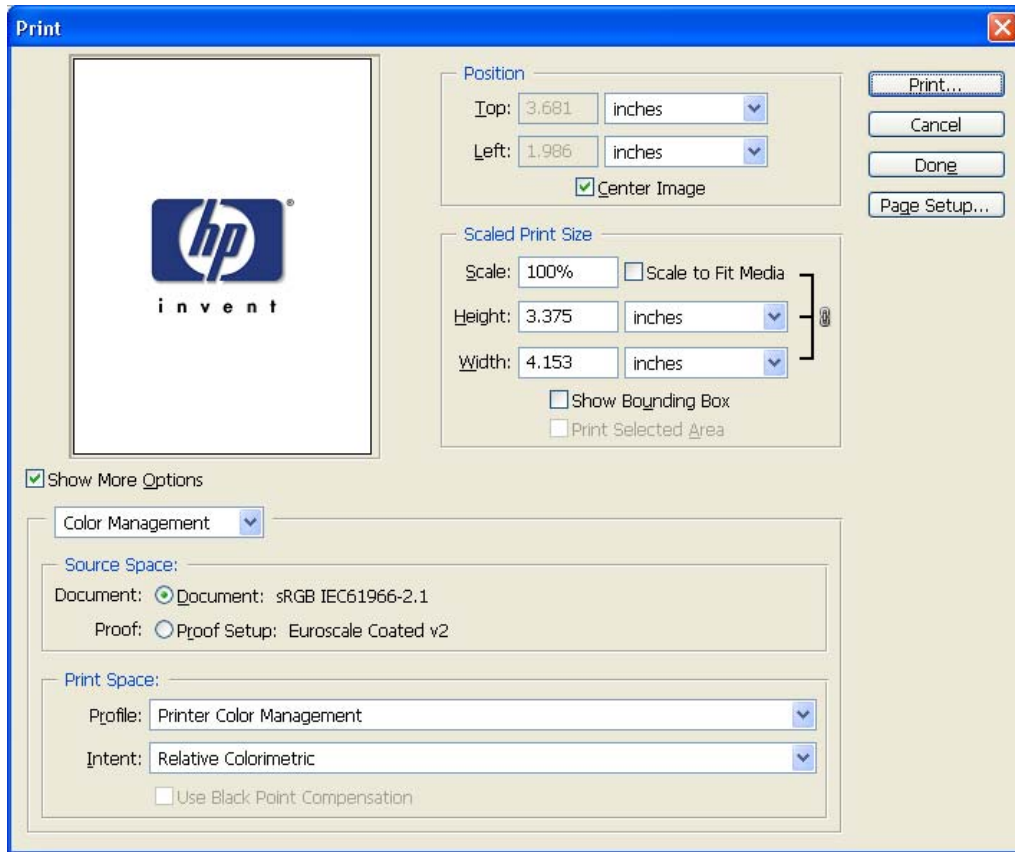 Print
hp®
invent
Position
Top: 3.681 inches
Left: 1.986 inches
Center Image
Print...
Cancel
Done
Page Setup...
Scaled Print Size
Scale: 100% Scale to Fit Media
Height: 3.375 inches
Width: 4.153 inches
Show Bounding Box
Print Selected Area
Show More Options
Color Management
Source Space:
Document: Document: sRGB IEC61966-2.1
Proof: Proof Setup: Euroscale Coated v2
Print Space:
Profile: Printer Color Management
Intent: Relative Colorimetric
Use Black Point Compensation